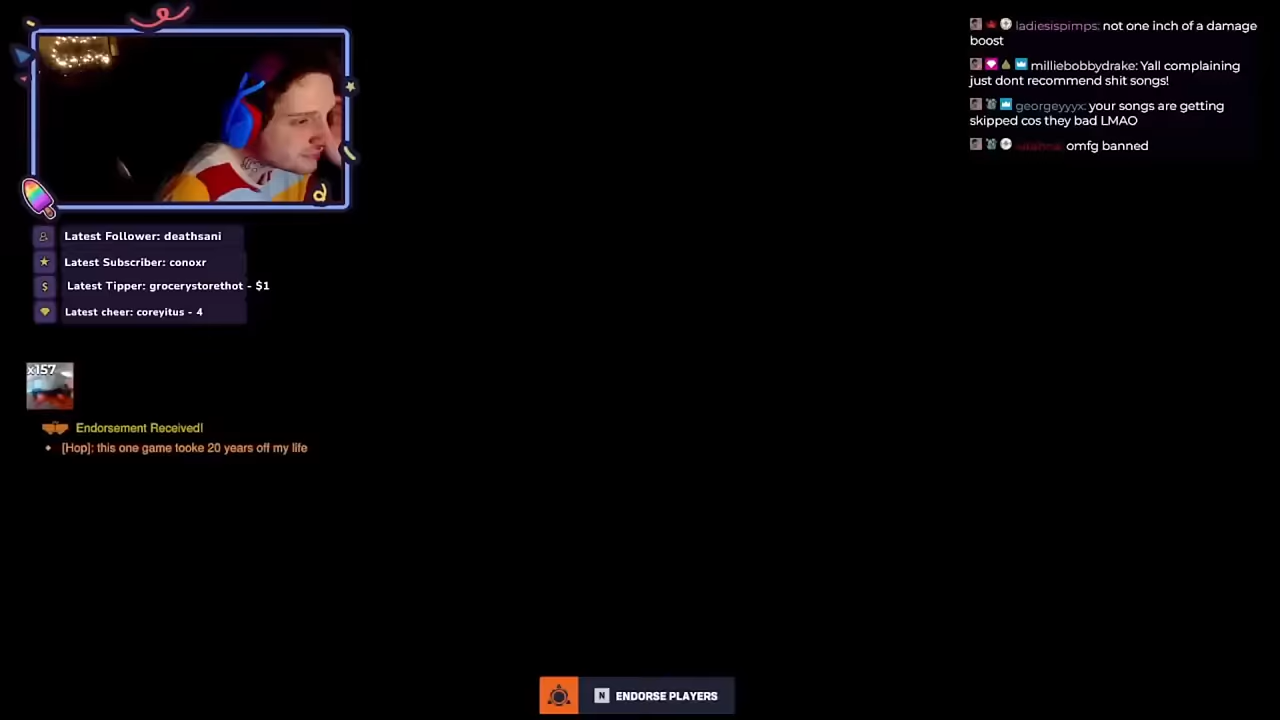 Latest Follower: deathsani
Latest Subscriber: conoxr
Latest Tipper: grocerystorethot - $1
Latest cheer: coreyitus - 4
x157
Endorsement Received!
[Hop]: this one game tooke 20 years off my life
ladiesispimps: not one inch of a damage
boost
milliebobbydrake: Yall complaining
just dont recommend shit songs!
georgeyyyx: your songs are getting
skipped cos they bad LMAO
omfg banned
N ENDORSE PLAYERS